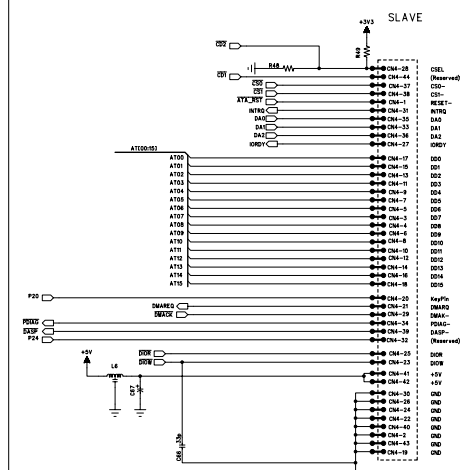 SLAVE
+3V3
R49
CD2
R48
CN4-28 CSEL
CD1 CN4-44 (Reserved)
CS0 CN4-37 CS0-
CS1 CN4-38 CS1-
ATA_RST CN4-1 RESET-
INTRQ CN4-31 INTRQ
DA0 CN4-35 DA0
DA1 CN4-33 DA1
DA2 CN4-36 DA2
IORDY CN4-27 IORDY
AT[00:15]
AT00 CN4-17 DD0
AT01 CN4-15 DD1
AT02 CN4-13 DD2
AT03 CN4-11 DD3
AT04 CN4-9 DD4
AT05 CN4-7 DD5
AT06 CN4-5 DD6
AT07 CN4-3 DD7
AT08 CN4-4 DD8
AT09 CN4-6 DD9
AT10 CN4-8 DD10
AT11 CN4-10 DD11
AT12 CN4-12 DD12
AT13 CN4-14 DD13
AT14 CN4-16 DD14
AT15 CN4-18 DD15
P20 CN4-20 KeyPin
DMAREQ CN4-21 DMARQ
DMACK CN4-29 DMAK-
PDIAG CN4-34 PDIAG-
DASP CN4-39 DASP-
P24 CN4-32 (Reserved)
DIOR CN4-25 DIOR
DIOW CN4-23 DIOW
+5V
L6
C67
CN4-41 +5V
CN4-42 +5V
CN4-30 GND
CN4-26 GND
CN4-24 GND
CN4-22 GND
CN4-40 GND
CN4-2 GND
CN4-43 GND
CN4-19 GND
33p